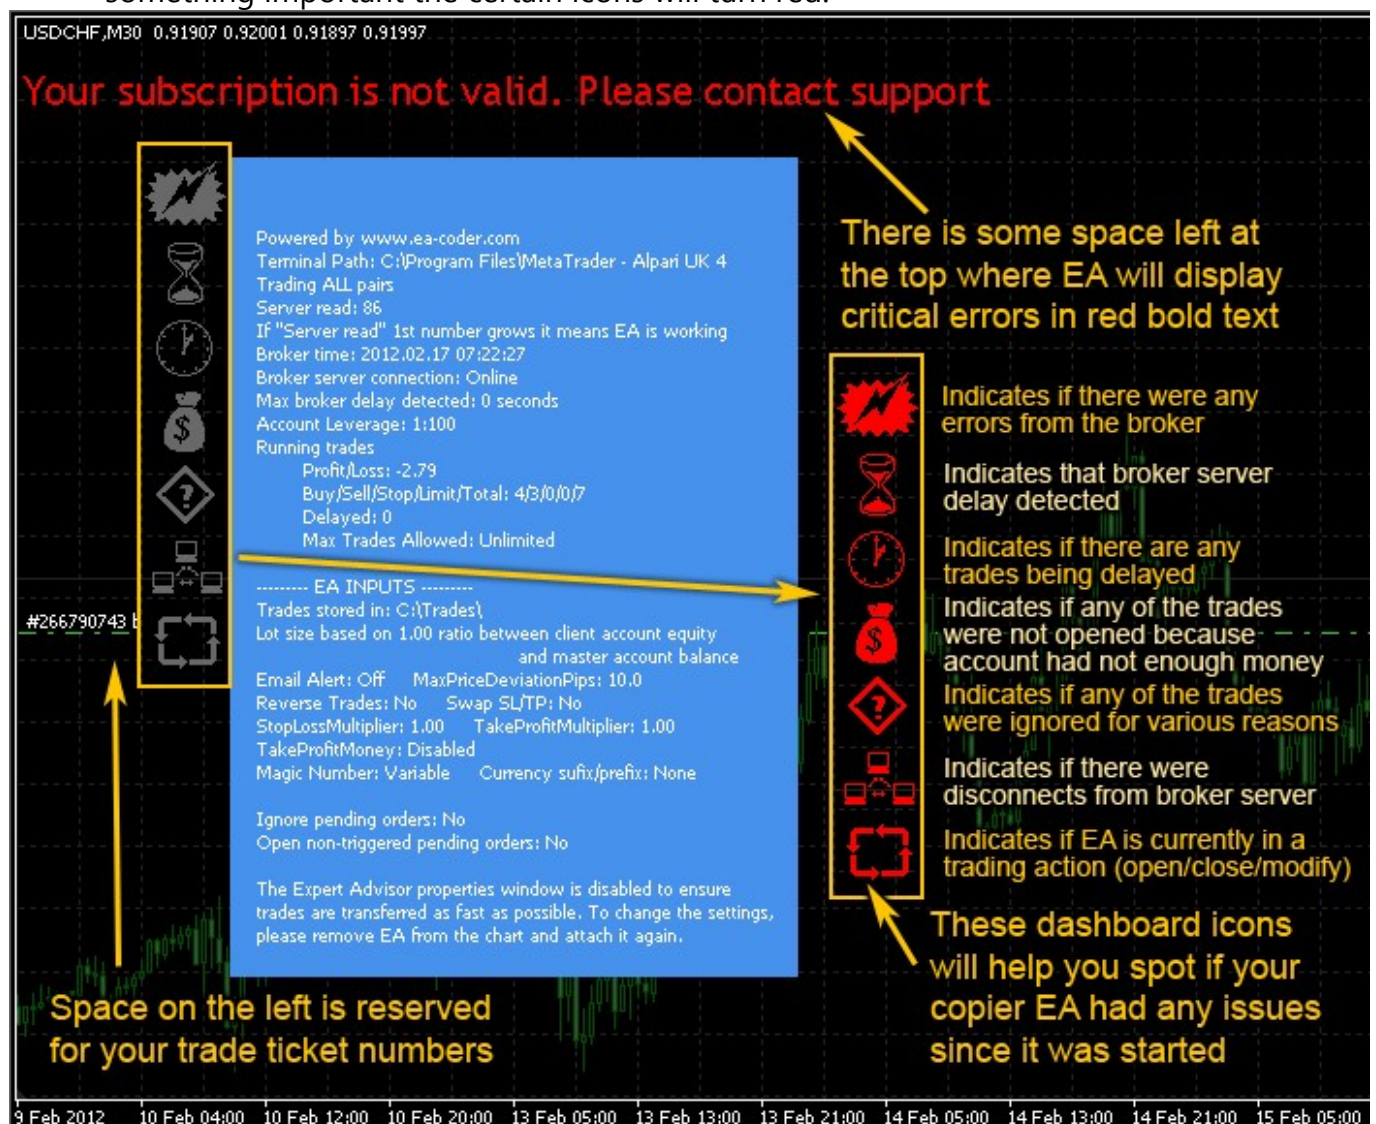 something important the certain icons will turn red.
USDCHF,M30 0.91907 0.92001 0.91897 0.91997
Your subscription is not valid. Please contact support
There is some space left at
the top where EA will display
critical errors in red bold text
Powered by www.ea-coder.com
Terminal Path: C:\Program Files\MetaTrader - Alpari UK 4
Trading ALL pairs
Server read: 86
If "Server read" 1st number grows it means EA is working
Broker time: 2012.02.17 07:22:27
Broker server connection: Online
Max broker delay detected: 0 seconds
Account Leverage: 1:100
Running trades
Profit/Loss: -2.79
Buy/Sell/Stop/Limit/Total: 4/3/0/0/7
Delayed: 0
Max Trades Allowed: Unlimited
-------- EA INPUTS --------
Trades stored in: C:\Trades\
Lot size based on 1.00 ratio between client account equity
and master account balance
Email Alert: Off MaxPriceDeviationPips: 10.0
Reverse Trades: No Swap SL/TP: No
StopLossMultiplier: 1.00 TakeProfitMultiplier: 1.00
TakeProfitMoney: Disabled
Magic Number: Variable Currency sufix/prefix: None
Ignore pending orders: No
Open non-triggered pending orders: No
The Expert Advisor properties window is disabled to ensure
trades are transferred as fast as possible. To change the settings,
please remove EA from the chart and attach it again.
Indicates if there were any
errors from the broker
Indicates that broker server
delay detected
Indicates if there are any
trades being delayed
Indicates if any of the trades
were not opened because
account had not enough money
Indicates if any of the trades
were ignored for various reasons
Indicates if there were
disconnects from broker server
Indicates if EA is currently in a
trading action (open/close/modify)
#266790743 b
Space on the left is reserved
for your trade ticket numbers
These dashboard icons
will help you spot if your
copier EA had any issues
since it was started
9 Feb 2012 10 Feb 04:00 10 Feb 12:00 10 Feb 20:00 13 Feb 05:00 13 Feb 13:00 13 Feb 21:00 14 Feb 05:00 14 Feb 13:00 14 Feb 21:00 15 Feb 05:00